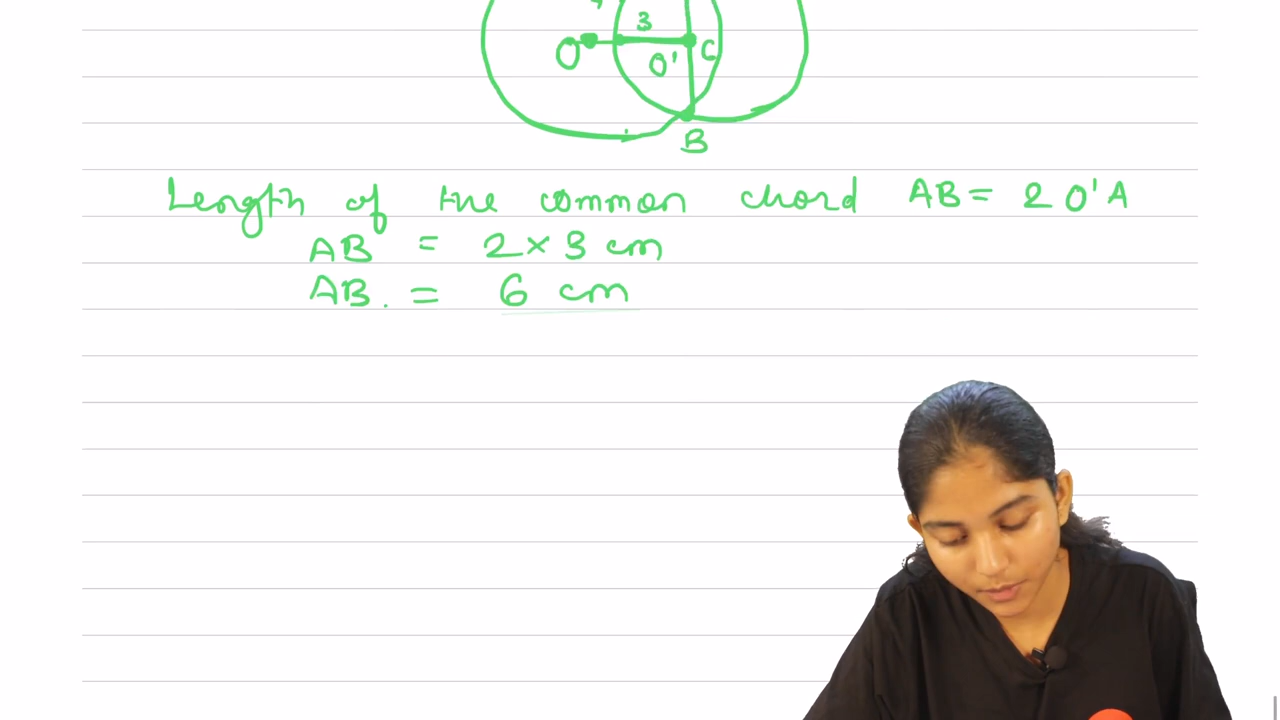 3
O
O'
C
B
Length of the common chord AB = 2 O'A
AB = 2 × 3 cm
AB. = 6 cm